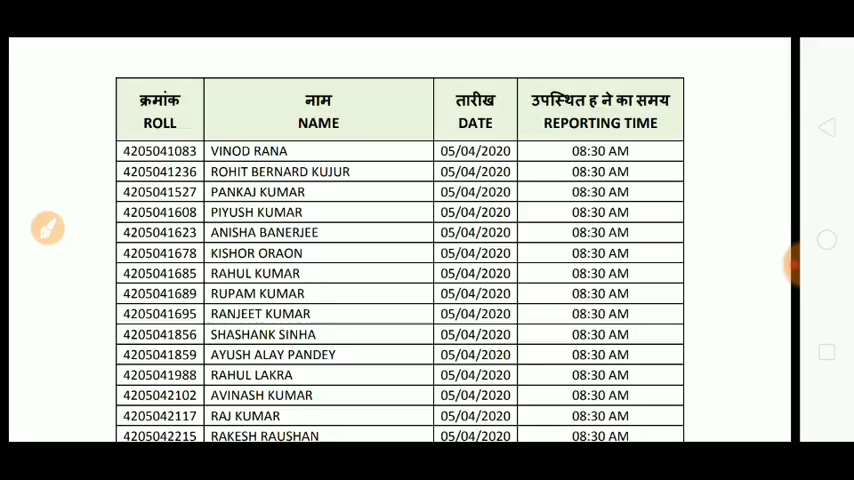 क्रमांक नाम तारीख उपस्थित ह ने का समय
ROLL NAME DATE REPORTING TIME
4205041083 VINOD RANA 05/04/2020 08:30 AM
4205041236 ROHIT BERNARD KUJUR 05/04/2020 08:30 AM
4205041527 PANKAJ KUMAR 05/04/2020 08:30 AM
4205041608 PIYUSH KUMAR 05/04/2020 08:30 AM
4205041623 ANISHA BANERJEE 05/04/2020 08:30 AM
4205041678 KISHOR ORAON 05/04/2020 08:30 AM
4205041685 RAHUL KUMAR 05/04/2020 08:30 AM
4205041689 RUPAM KUMAR 05/04/2020 08:30 AM
4205041695 RANJEET KUMAR 05/04/2020 08:30 AM
4205041856 SHASHANK SINHA 05/04/2020 08:30 AM
4205041859 AYUSH ALAY PANDEY 05/04/2020 08:30 AM
4205041988 RAHUL LAKRA 05/04/2020 08:30 AM
4205042102 AVINASH KUMAR 05/04/2020 08:30 AM
4205042117 RAJ KUMAR 05/04/2020 08:30 AM
4205042215 RAKESH RAUSHAN 05/04/2020 08:30 AM